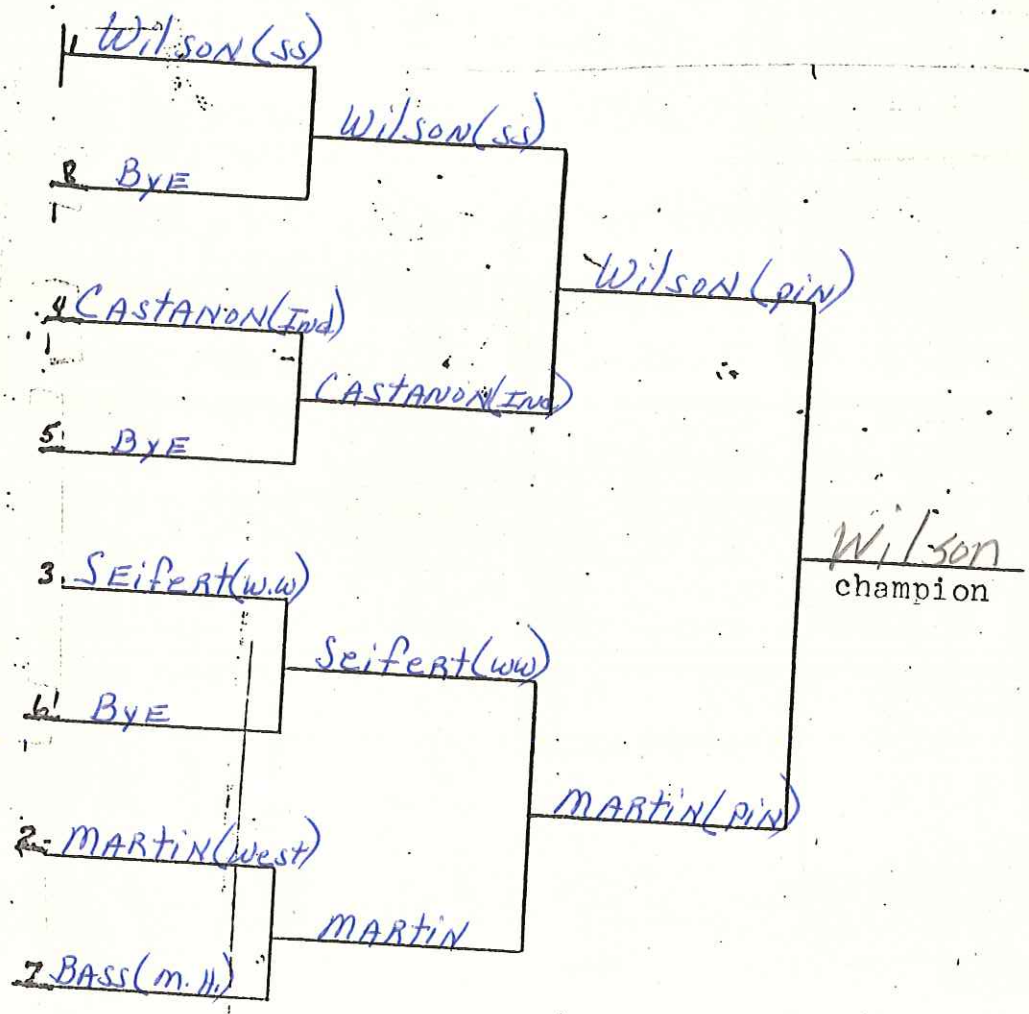 1 Wilson (SS)
Wilson (SS)
8 ByE
Wilson (pin)
4 CAStANON (Ind)
CAStANON (Ind)
5. ByE
Wilson
champion
3. SEifERt (w.w)
SeifeRt (ww)
6. ByE
MARtiN (PiN)
2. MARtiN (West)
MARtiN
7 BASS (M.H.)